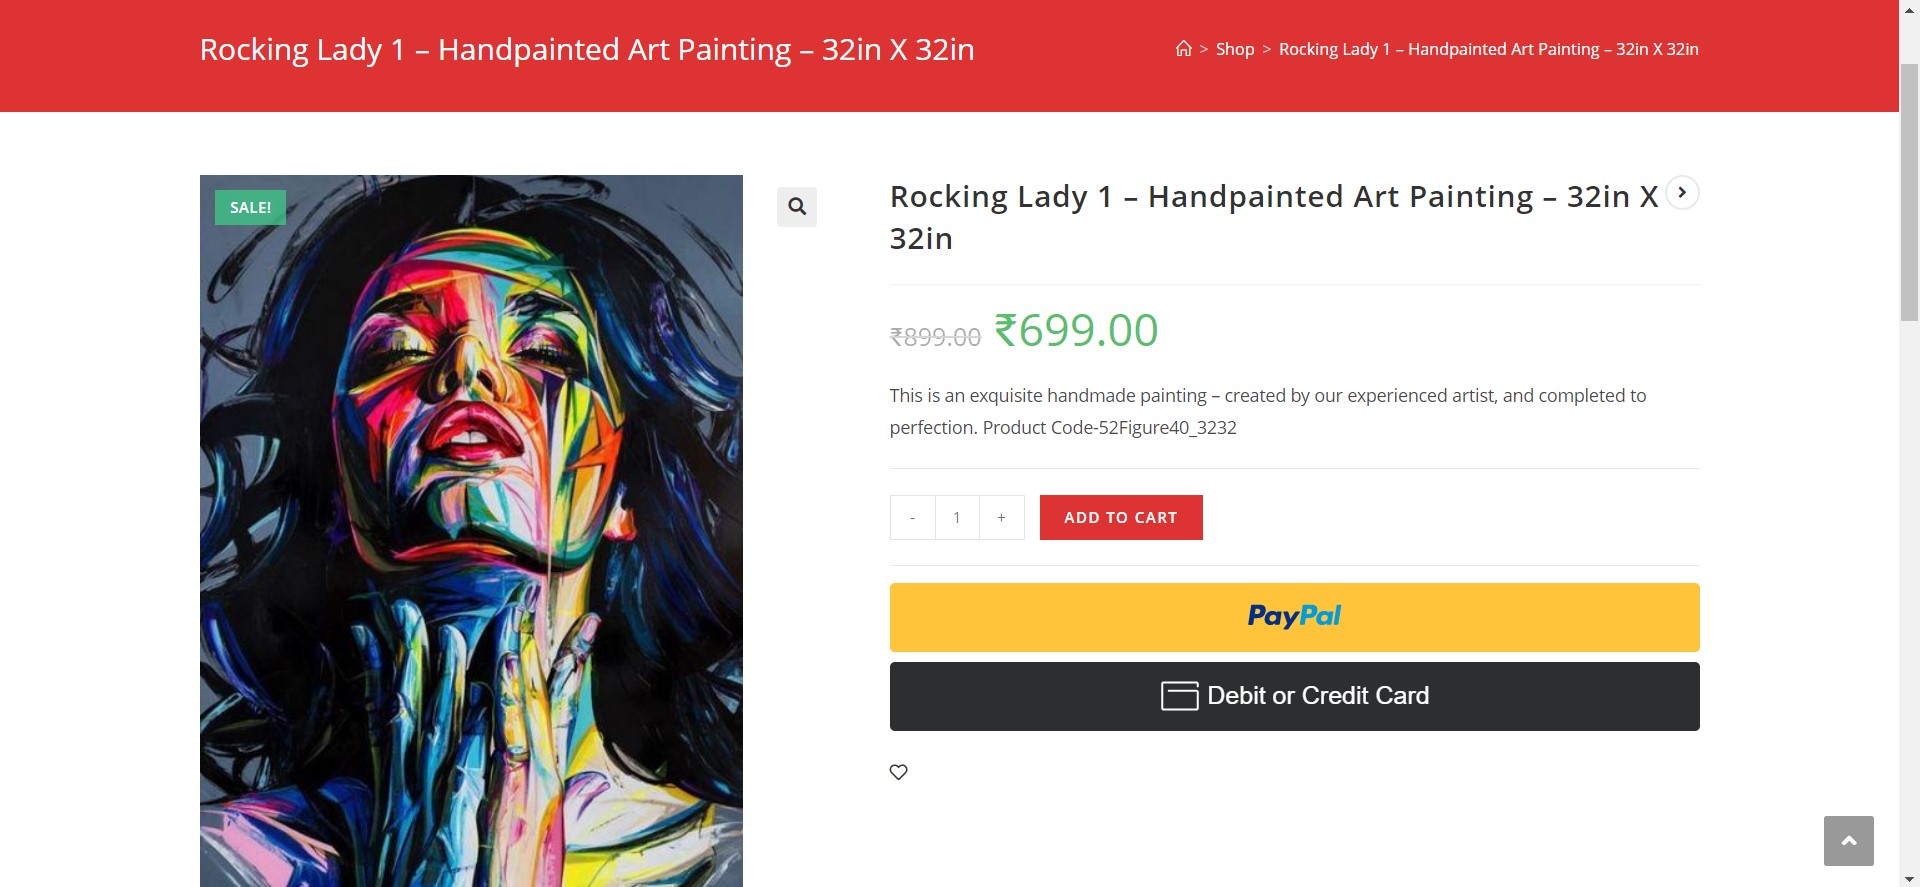 Rocking Lady 1 – Handpainted Art Painting – 32in X 32in
> Shop > Rocking Lady 1 – Handpainted Art Painting – 32in X 32in
SALE!
Rocking Lady 1 – Handpainted Art Painting – 32in X
32in
₹899.00 ₹699.00
This is an exquisite handmade painting – created by our experienced artist, and completed to
perfection. Product Code-52Figure40_3232
- 1 +
ADD TO CART
PayPal
Debit or Credit Card